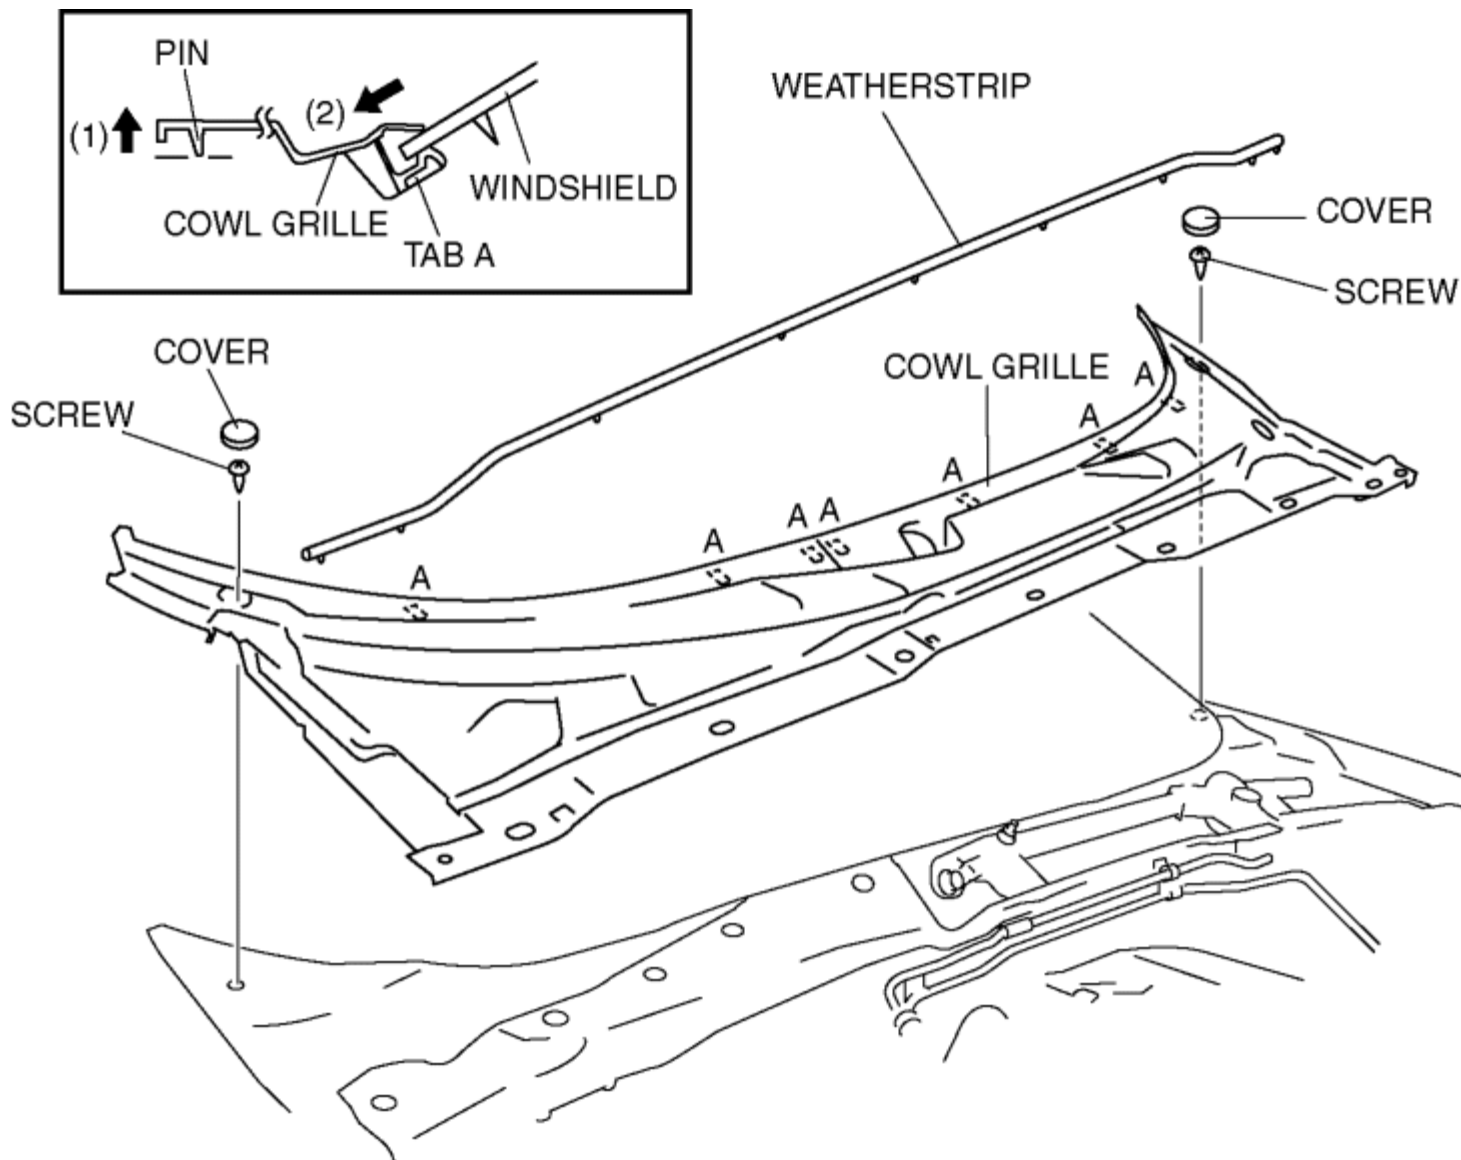 PIN
(1)
(2)
WINDSHIELD
COWL GRILLE
TAB A
WEATHERSTRIP
COVER
SCREW
COVER
SCREW
COWL GRILLE
A
A
A
A A
A
A